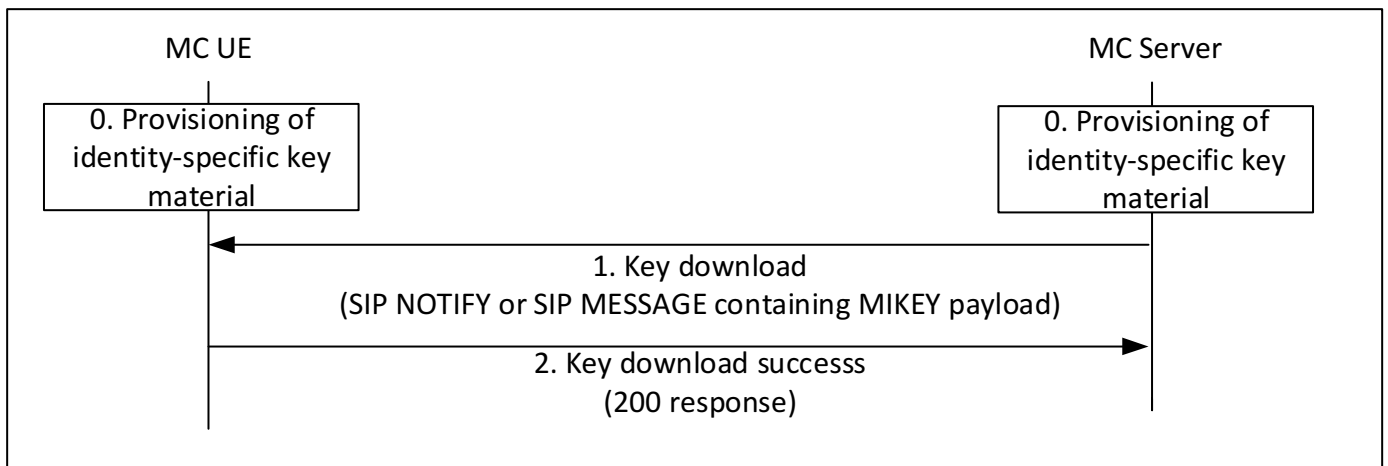 MC UE
MC Server
0. Provisioning of
identity-specific key
material
0. Provisioning of
identity-specific key
material
1. Key download
(SIP NOTIFY or SIP MESSAGE containing MIKEY payload)
2. Key download successs
(200 response)